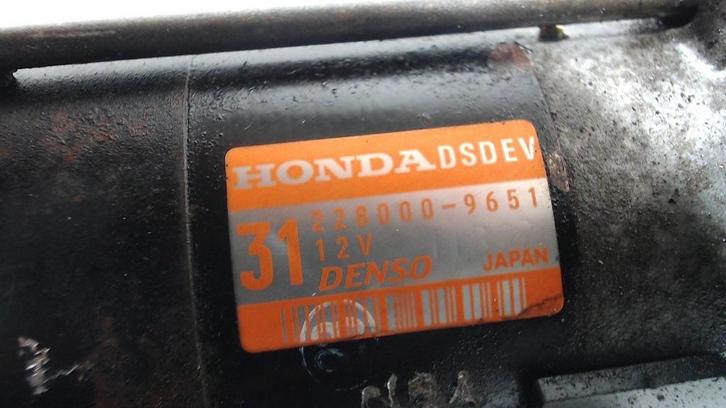 HONDA DSDEV
31 228000-9651
12V
DENSO JAPAN